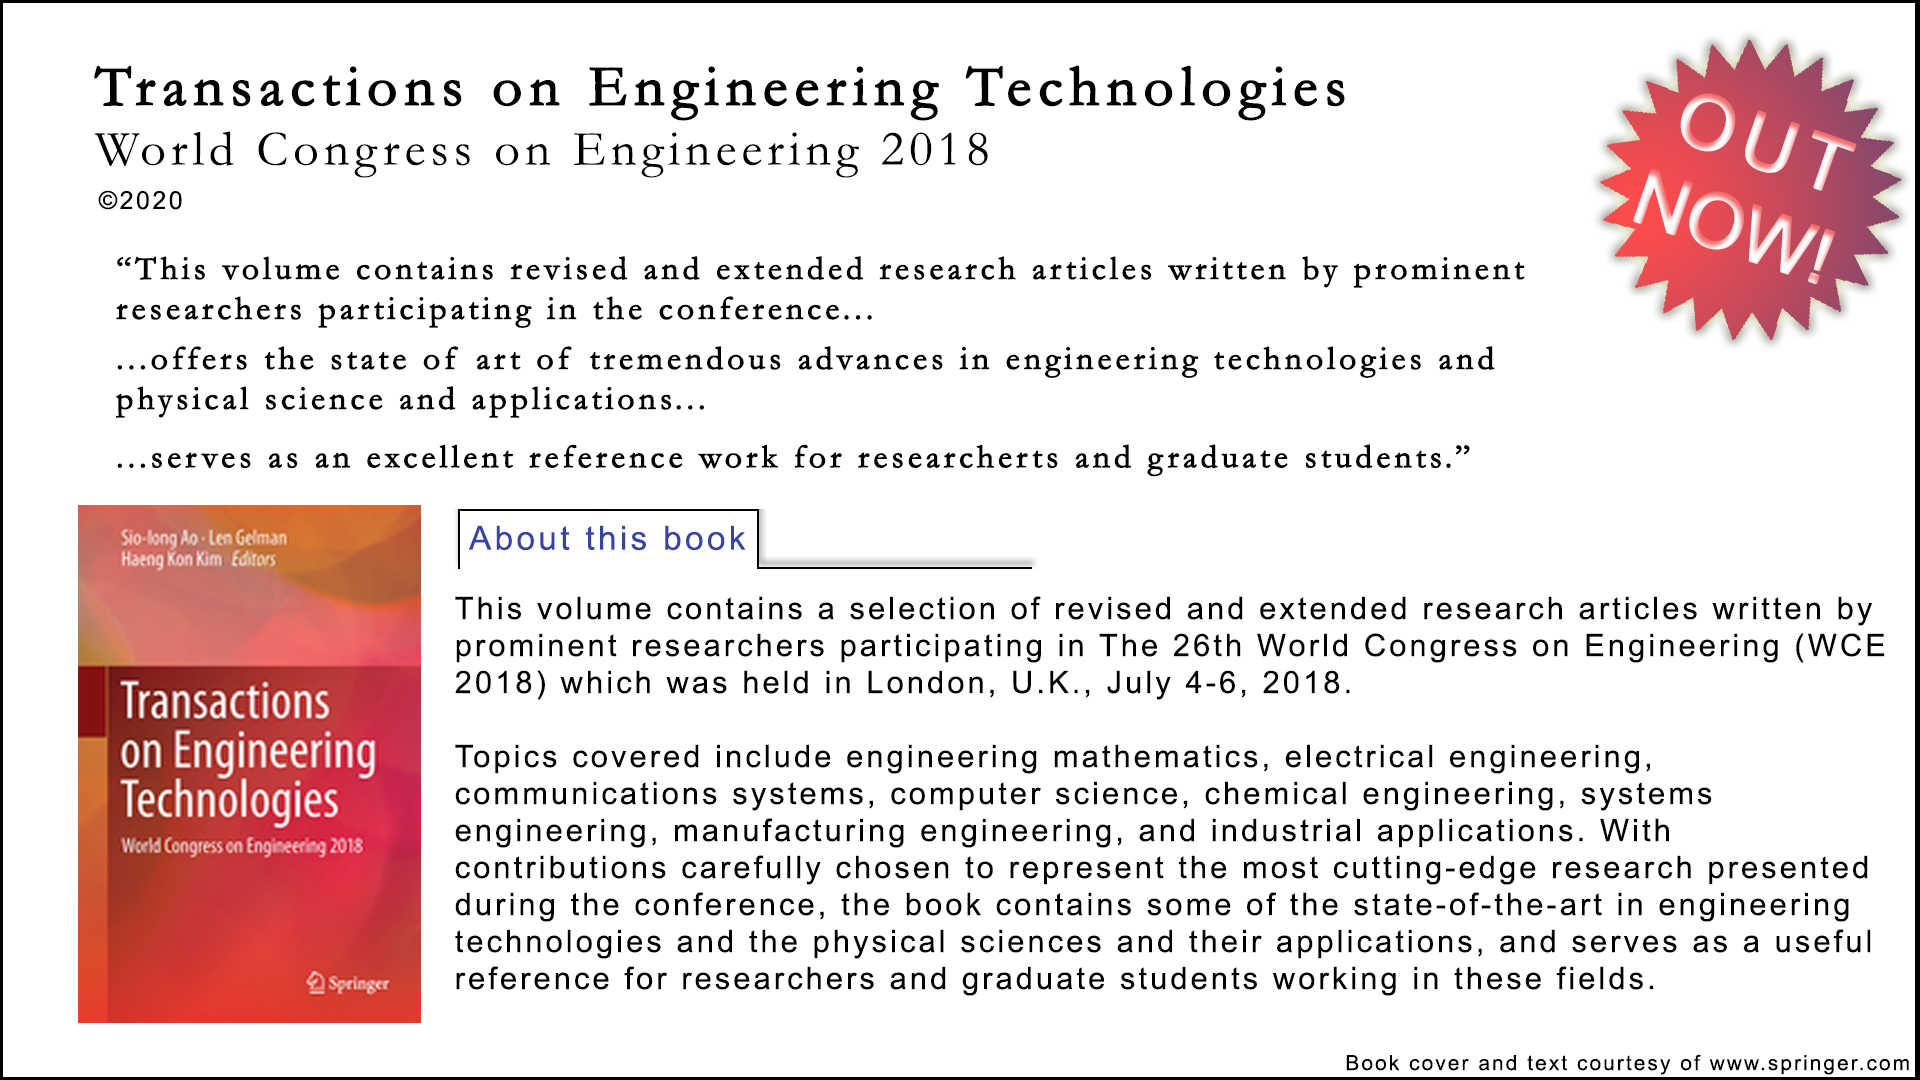 Transactions on Engineering Technologies
World Congress on Engineering 2018
©2020
OUT
NOW!
“This volume contains revised and extended research articles written by prominent
researchers participating in the conference...
...offers the state of art of tremendous advances in engineering technologies and
physical science and applications...
...serves as an excellent reference work for researcherts and graduate students.”
Sio-Iong Ao · Len Gelman
Haeng Kon Kim Editors
Transactions
on Engineering
Technologies
World Congress on Engineering 2018
Springer
About this book
This volume contains a selection of revised and extended research articles written by
prominent researchers participating in The 26th World Congress on Engineering (WCE
2018) which was held in London, U.K., July 4-6, 2018.
Topics covered include engineering mathematics, electrical engineering,
communications systems, computer science, chemical engineering, systems
engineering, manufacturing engineering, and industrial applications. With
contributions carefully chosen to represent the most cutting-edge research presented
during the conference, the book contains some of the state-of-the-art in engineering
technologies and the physical sciences and their applications, and serves as a useful
reference for researchers and graduate students working in these fields.
Book cover and text courtesy of www.springer.com